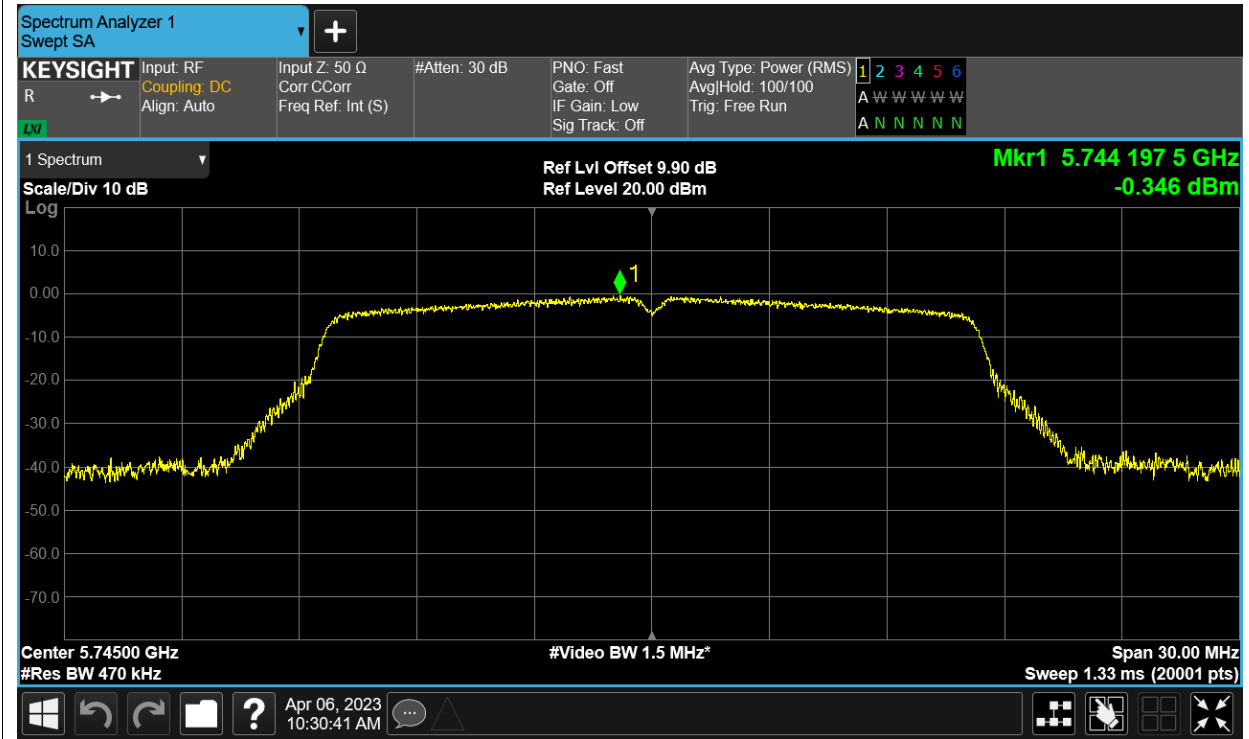 Spectrum Analyzer 1
Swept SA
KEYSIGHT Input: RF Input Z: 50 Ω #Atten: 30 dB PNO: Fast Avg Type: Power (RMS) 1 2 3 4 5 6
R Coupling: DC Corr CCorr Gate: Off Avg|Hold: 100/100 A W W W W W
Align: Auto Freq Ref: Int (S) IF Gain: Low Trig: Free Run
LXI Sig Track: Off A N N N N N
1 Spectrum Ref Lvl Offset 9.90 dB Mkr1 5.744 197 5 GHz
Scale/Div 10 dB Ref Level 20.00 dBm -0.346 dBm
Log
10.0
1
0.00
-10.0
-20.0
-30.0
-40.0
-50.0
-60.0
-70.0
Center 5.74500 GHz #Video BW 1.5 MHz* Span 30.00 MHz
#Res BW 470 kHz Sweep 1.33 ms (20001 pts)
? Apr 06, 2023
10:30:41 AM